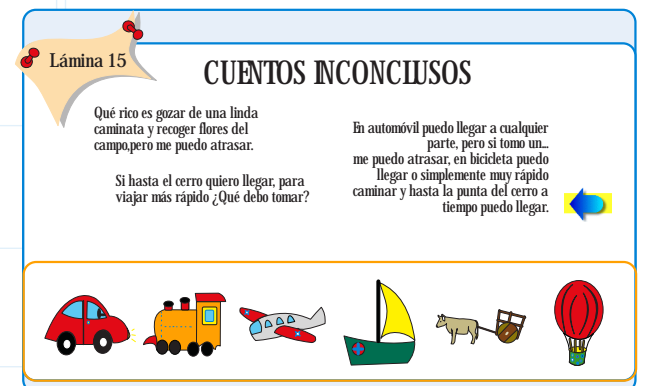 Lámina 15
CUENTOS INCONCLUSOS
Qué rico es gozar de una linda
caminata y recoger flores del
campo,pero me puedo atrasar.
Si hasta el cerro quiero llegar, para
viajar más rápido ¿Qué debo tomar?
En automóvil puedo llegar a cualquier
parte, pero si tomo un...
me puedo atrasar, en bicicleta puedo
llegar o simplemente muy rápido
caminar y hasta la punta del cerro a
tiempo puedo llegar.